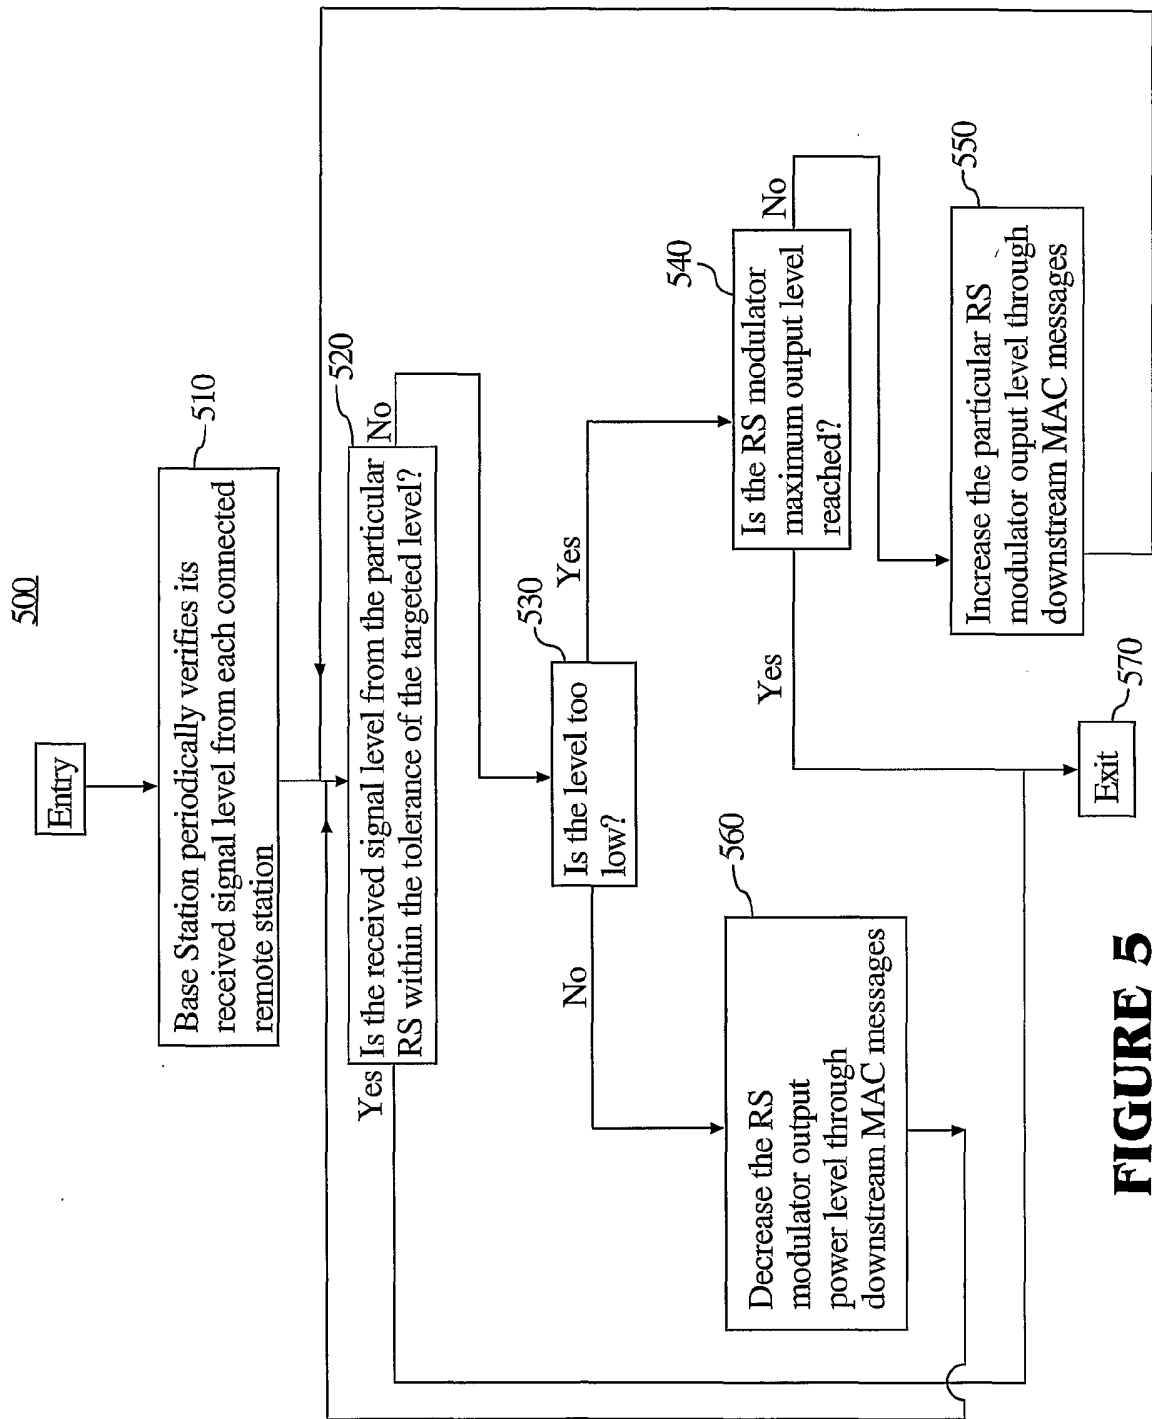 500
Entry
510
Base Station periodically verifies its
received signal level from each connected
remote station
520
Yes
Is the received signal level from the particular
RS within the tolerance of the targeted level?
No
530
Is the level too
low?
No
Yes
540
Is the RS modulator
maximum output level
reached?
Yes
No
560
Decrease the RS
modulator output
power level through
downstream MAC messages
550
Increase the particular RS
modulator ouput level through
downstream MAC messages
570
Exit
FIGURE 5